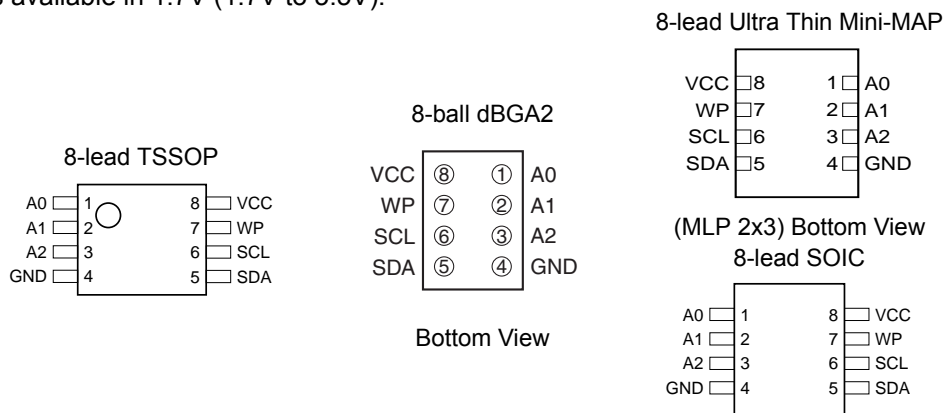 available in 1.7V (1.7V to 5.5V).
8-lead Ultra Thin Mini-MAP
VCC 8 1 A0
WP 7 2 A1
SCL 6 3 A2
SDA 5 4 GND
(MLP 2x3) Bottom View
8-ball dBGA2
VCC 8 1 A0
WP 7 2 A1
SCL 6 3 A2
SDA 5 4 GND
Bottom View
8-lead TSSOP
A0 1 8 VCC
A1 2 7 WP
A2 3 6 SCL
GND 4 5 SDA
8-lead SOIC
A0 1 8 VCC
A1 2 7 WP
A2 3 6 SCL
GND 4 5 SDA